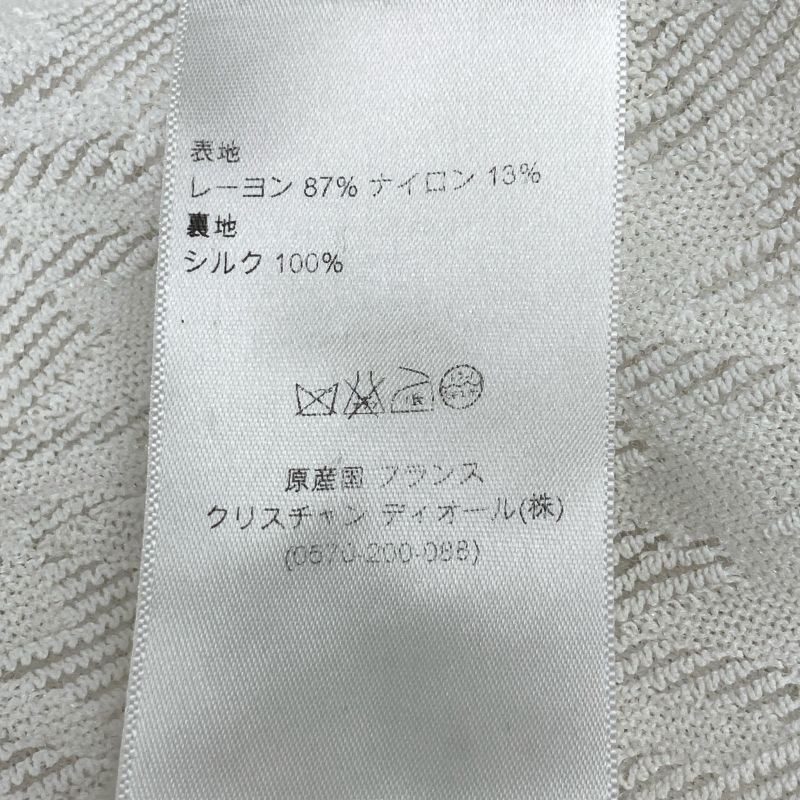 表地
レーヨン 87% ナイロン 13%
裏地
シルク 100%
原産国 フランス
クリスチャン ディオール(株)
(0570-200-088)